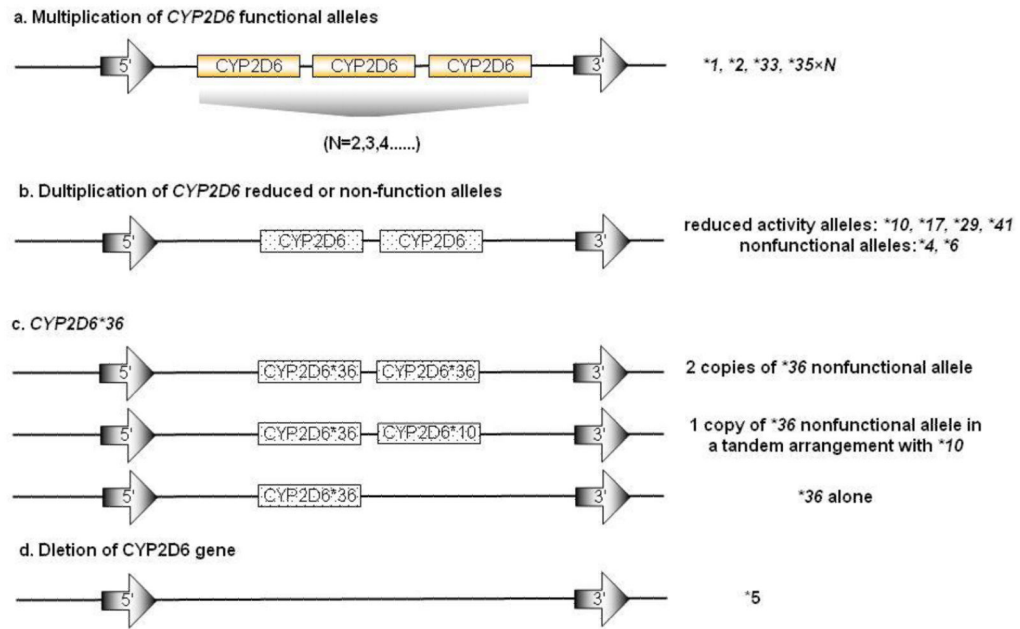 a. Multiplication of CYP2D6 functional alleles
5' CYP2D6 CYP2D6 CYP2D6 3' *1, *2, *33, *35×N
(N=2,3,4......)
b. Dultiplication of CYP2D6 reduced or non-function alleles
5' CYP2D6 CYP2D6 3' reduced activity alleles: *10, *17, *29, *41
nonfunctional alleles:*4, *6
c. CYP2D6*36
5' CYP2D6*36 CYP2D6*36 3' 2 copies of *36 nonfunctional allele
5' CYP2D6*36 CYP2D6*10 3' 1 copy of *36 nonfunctional allele in
a tandem arrangement with *10
5' CYP2D6*36 3' *36 alone
d. Dletion of CYP2D6 gene
5' 3' *5